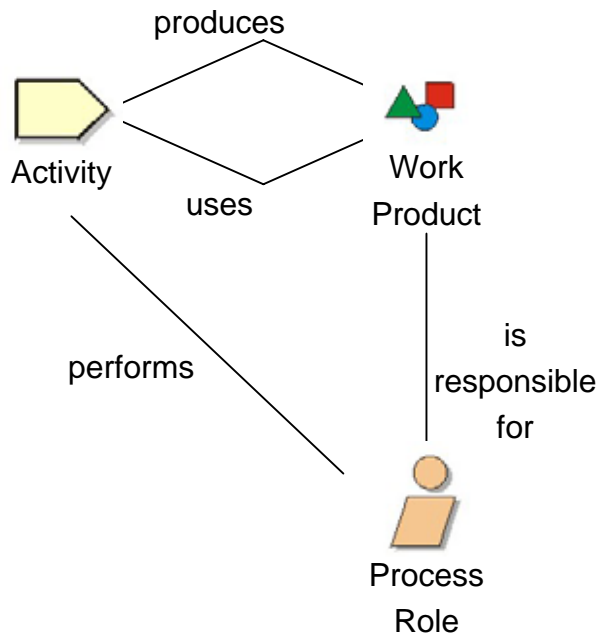 produces
Activity
Work
Product
uses
performs
is
responsible
for
Process
Role